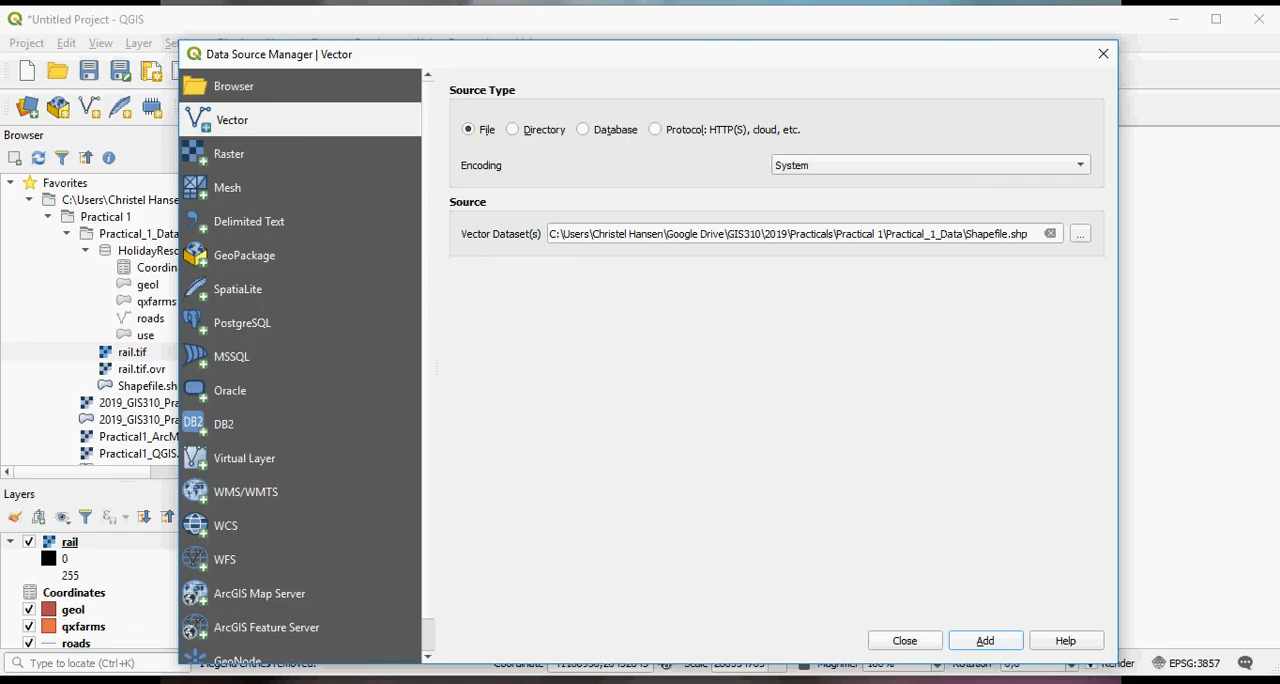 *Untitled Project - QGIS
Project Edit View Layer
Data Source Manager | Vector
Browser
Favorites
C:\Users\Christel Hanse
Practical 1
Practical_1_Data
HolidayReso
Coordin
geol
qxfarms
roads
use
rail.tif
rail.tif.ovr
Shapefile.sh
2019_GIS310_Pra
2019_GIS310_Pra
Practical1_ArcM
Practical1_QGIS.
Layers
rail
0
255
Coordinates
geol
qxfarms
roads
Type to locate (Ctrl+K)
Browser
Vector
Raster
Mesh
Delimited Text
GeoPackage
SpatiaLite
PostgreSQL
MSSQL
Oracle
DB2
DB2
Virtual Layer
WMS/WMTS
WCS
WFS
ArcGIS Map Server
ArcGIS Feature Server
GeoNode
Source Type
File Directory Database Protocol: HTTP(S), cloud, etc.
Encoding System
Source
Vector Dataset(s) C:\Users\Christel Hansen\Google Drive\GIS310\2019\Practicals\Practical 1\Practical_1_Data\Shapefile.shp ...
Close Add Help
EPSG:3857